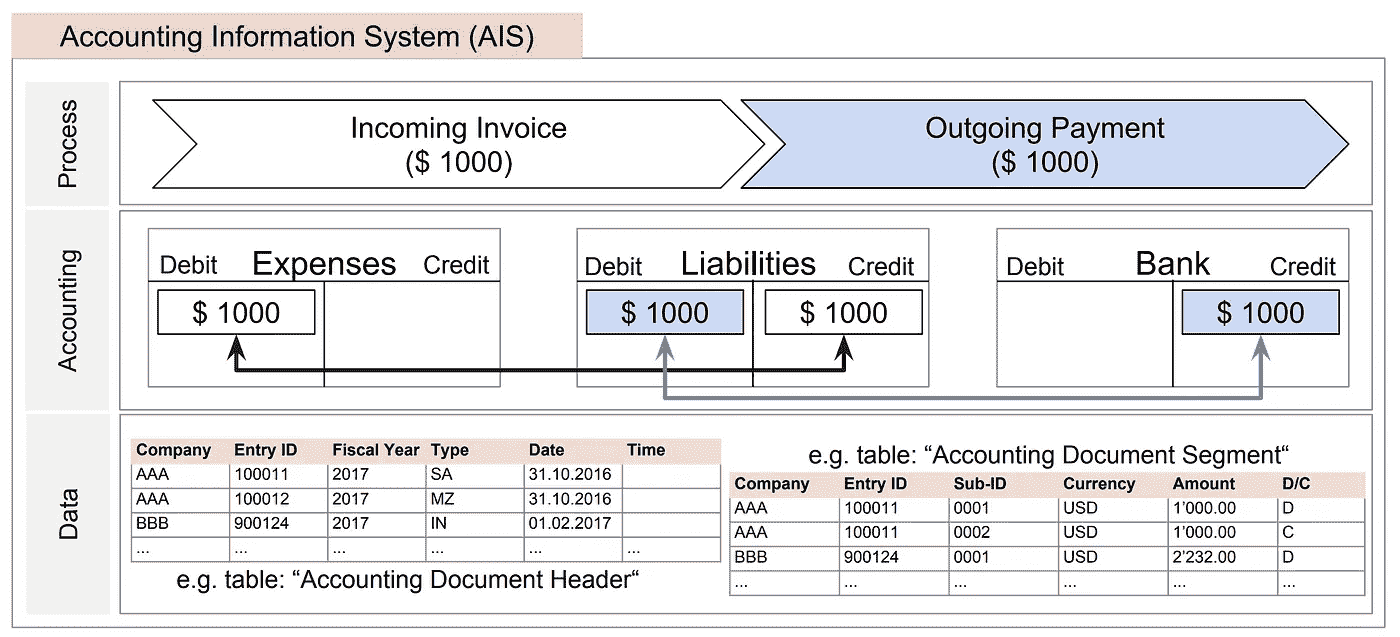 Accounting Information System (AIS)
Process
Incoming Invoice
($ 1000)
Outgoing Payment
($ 1000)
Accounting
Debit Expenses Credit
$ 1000
Debit Liabilities Credit
$ 1000 $ 1000
Debit Bank Credit
$ 1000
Data
Company Entry ID Fiscal Year Type Date Time
AAA 100011 2017 SA 31.10.2016
AAA 100012 2017 MZ 31.10.2016
BBB 900124 2017 IN 01.02.2017
... ... ... ... ... ...
e.g. table: “Accounting Document Header“
e.g. table: “Accounting Document Segment“
Company Entry ID Sub-ID Currency Amount D/C
AAA 100011 0001 USD 1’000.00 D
AAA 100011 0002 USD 1’000.00 C
BBB 900124 0001 USD 2’232.00 D
... ... ... ... ... ...